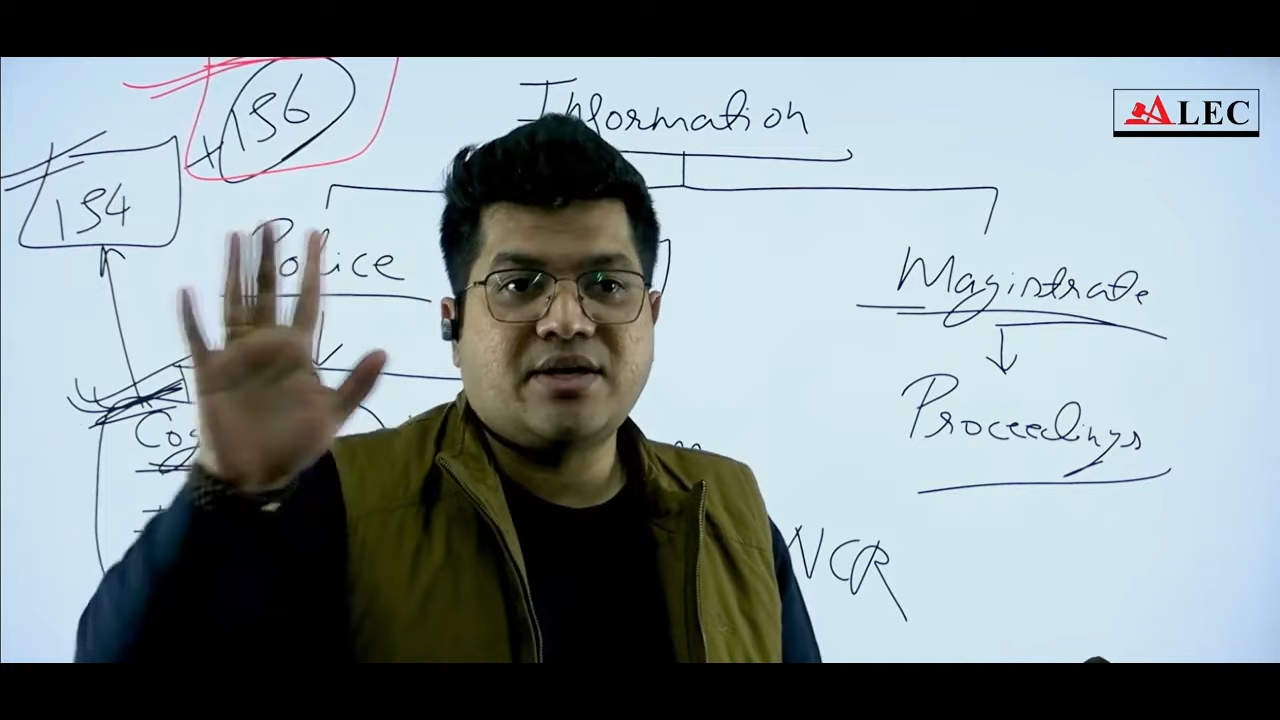 156
Information
ALEC
154
Police
Magistrate
Proceedings
NCR